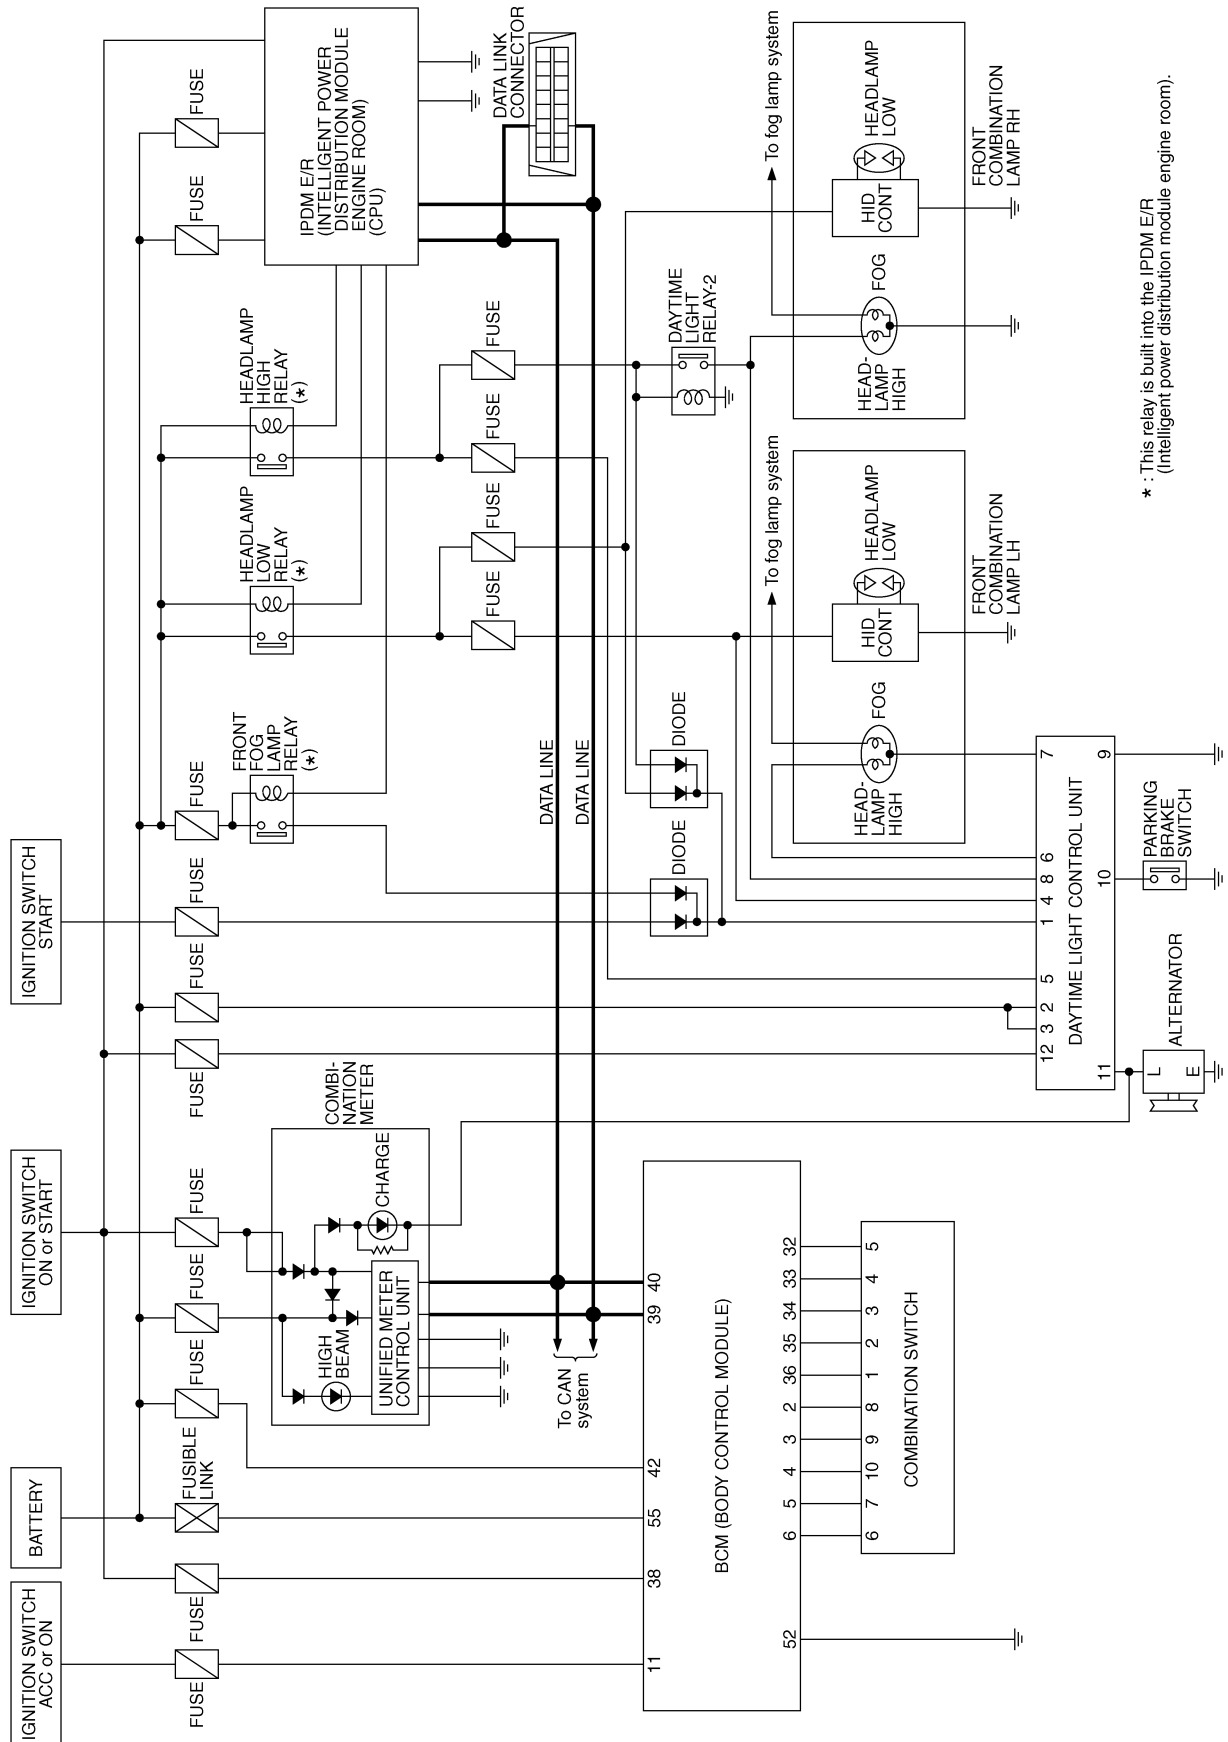 IGNITION SWITCH
ACC or ON
BATTERY
IGNITION SWITCH
ON or START
IGNITION SWITCH
START
FUSE
FUSE
FUSIBLE
LINK
FUSE
FUSE
FUSE
FUSE
FUSE
FUSE
FUSE
FUSE
FUSE
FRONT
FOG
LAMP
RELAY
(*)
HEADLAMP
LOW
RELAY
(*)
HEADLAMP
HIGH
RELAY
(*)
IPDM E/R
(INTELLIGENT POWER
DISTRIBUTION MODULE
ENGINE ROOM)
(CPU)
COMBI-
NATION
METER
CHARGE
HIGH
BEAM
UNIFIED METER
CONTROL UNIT
FUSE
FUSE
FUSE
FUSE
DATA LINK
CONNECTOR
DATA LINE
DATA LINE
To CAN
system
DIODE
DIODE
DAYTIME
LIGHT
RELAY-2
11
38
55
42
39
40
BCM (BODY CONTROL MODULE)
52
6
5
4
3
2
36
35
34
33
32
6
7
10
9
8
1
2
3
4
5
COMBINATION SWITCH
To fog lamp system
HEAD-
LAMP
HIGH
FOG
HID
CONT
HEADLAMP
LOW
FRONT
COMBINATION
LAMP LH
To fog lamp system
HEAD-
LAMP
HIGH
FOG
HID
CONT
HEADLAMP
LOW
FRONT
COMBINATION
LAMP RH
12
3
2
5
1
4
8
6
7
DAYTIME LIGHT CONTROL UNIT
11
10
9
L
E
ALTERNATOR
PARKING
BRAKE
SWITCH
* : This relay is built into the IPDM E/R
(Intelligent power distribution module engine room).